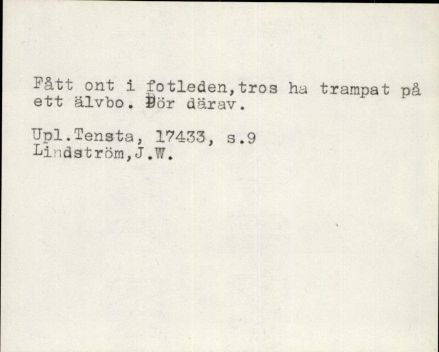 Fått ont i fotleden,tros ha trampat på
ett älvbo. Dör därav.
Upl.Tensta, 17433, s.9
Lindström,J.W.